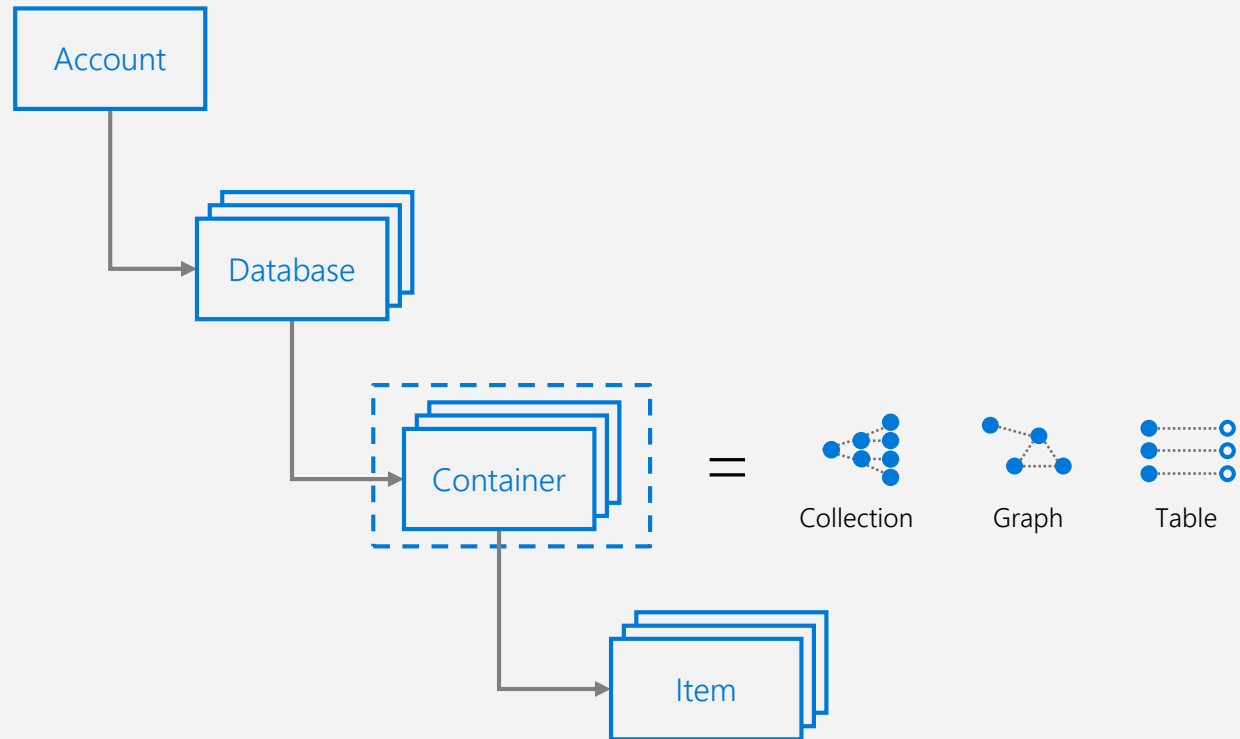 Account
Database
Container
=
Collection
Graph
Table
Item